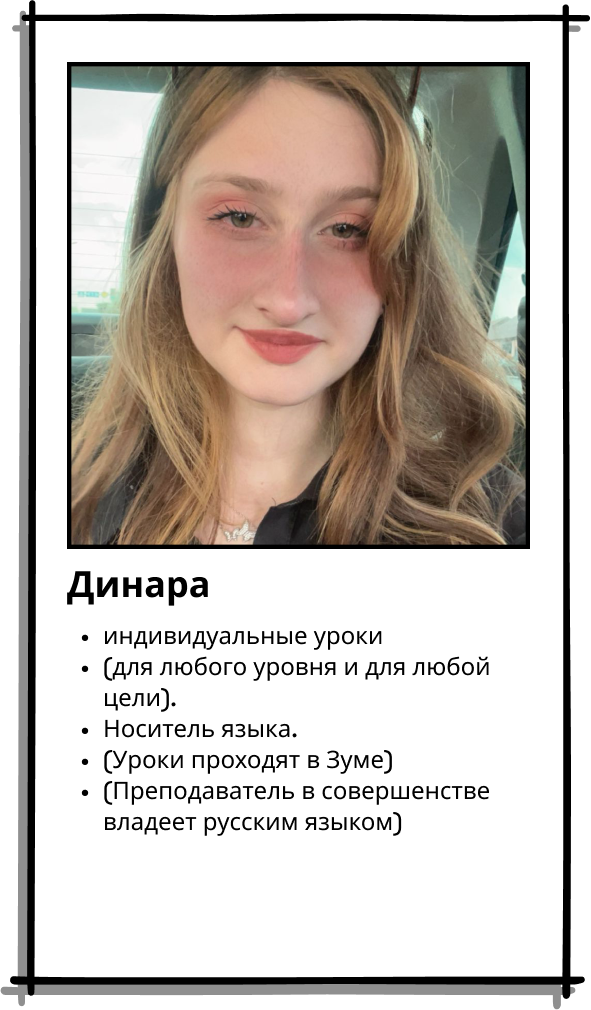 Динара
• индивидуальные уроки
• (для любого уровня и для любой
цели).
• Носитель языка.
• (Уроки проходят в Зуме)
• (Преподаватель в совершенстве
владеет русским языком)